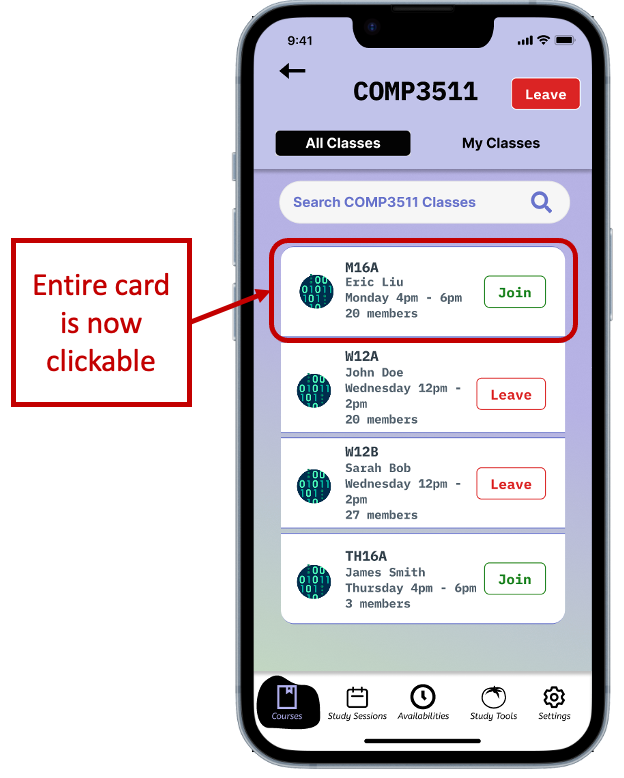 9:41
COMP3511
Leave
All Classes
My Classes
Search COMP3511 Classes
Entire card
is now
clickable
M16A
Eric Liu
Monday 4pm - 6pm
20 members
Join
W12A
John Doe
Wednesday 12pm -
2pm
20 members
Leave
W12B
Sarah Bob
Wednesday 12pm -
2pm
27 members
Leave
TH16A
James Smith
Thursday 4pm - 6pm
3 members
Join
Courses
Study Sessions
Availabilities
Study Tools
Settings